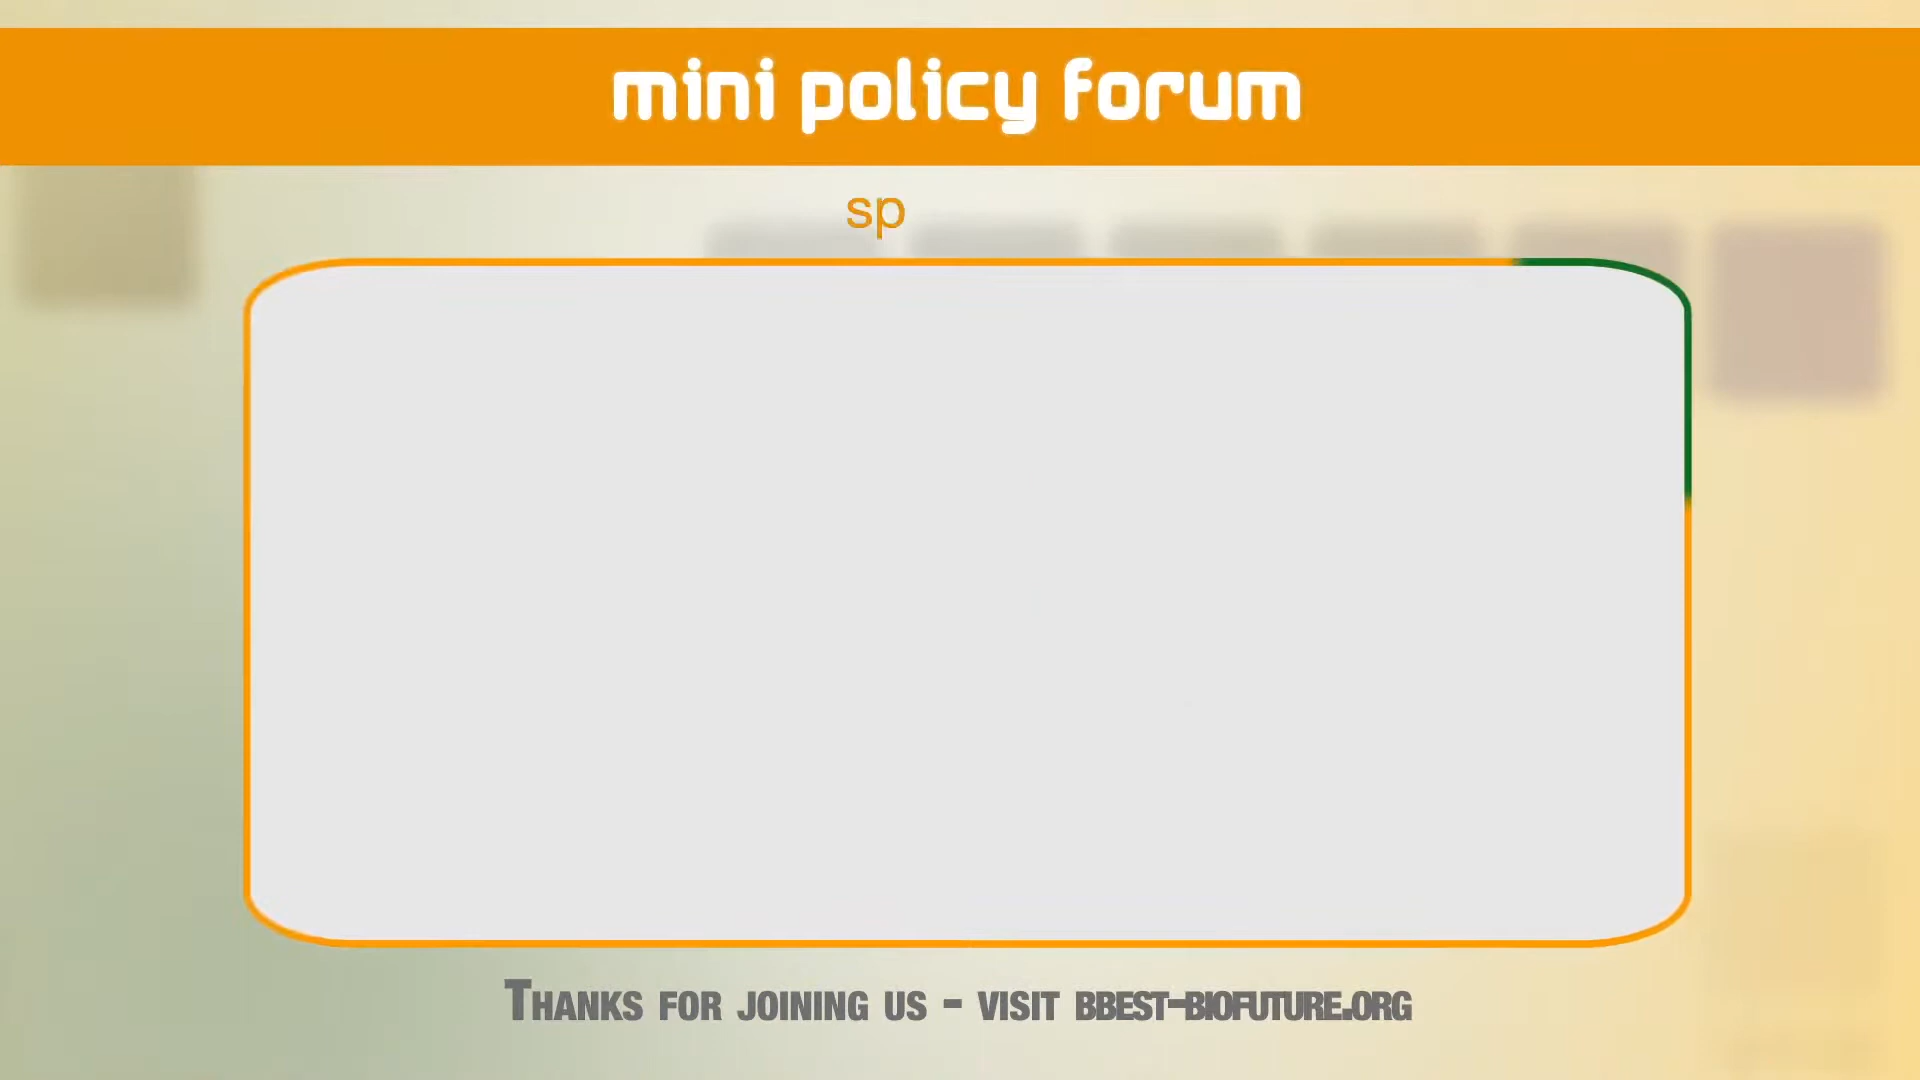 mini policy forum
sp
Thanks for joining us - visit bbest-biofuture.org